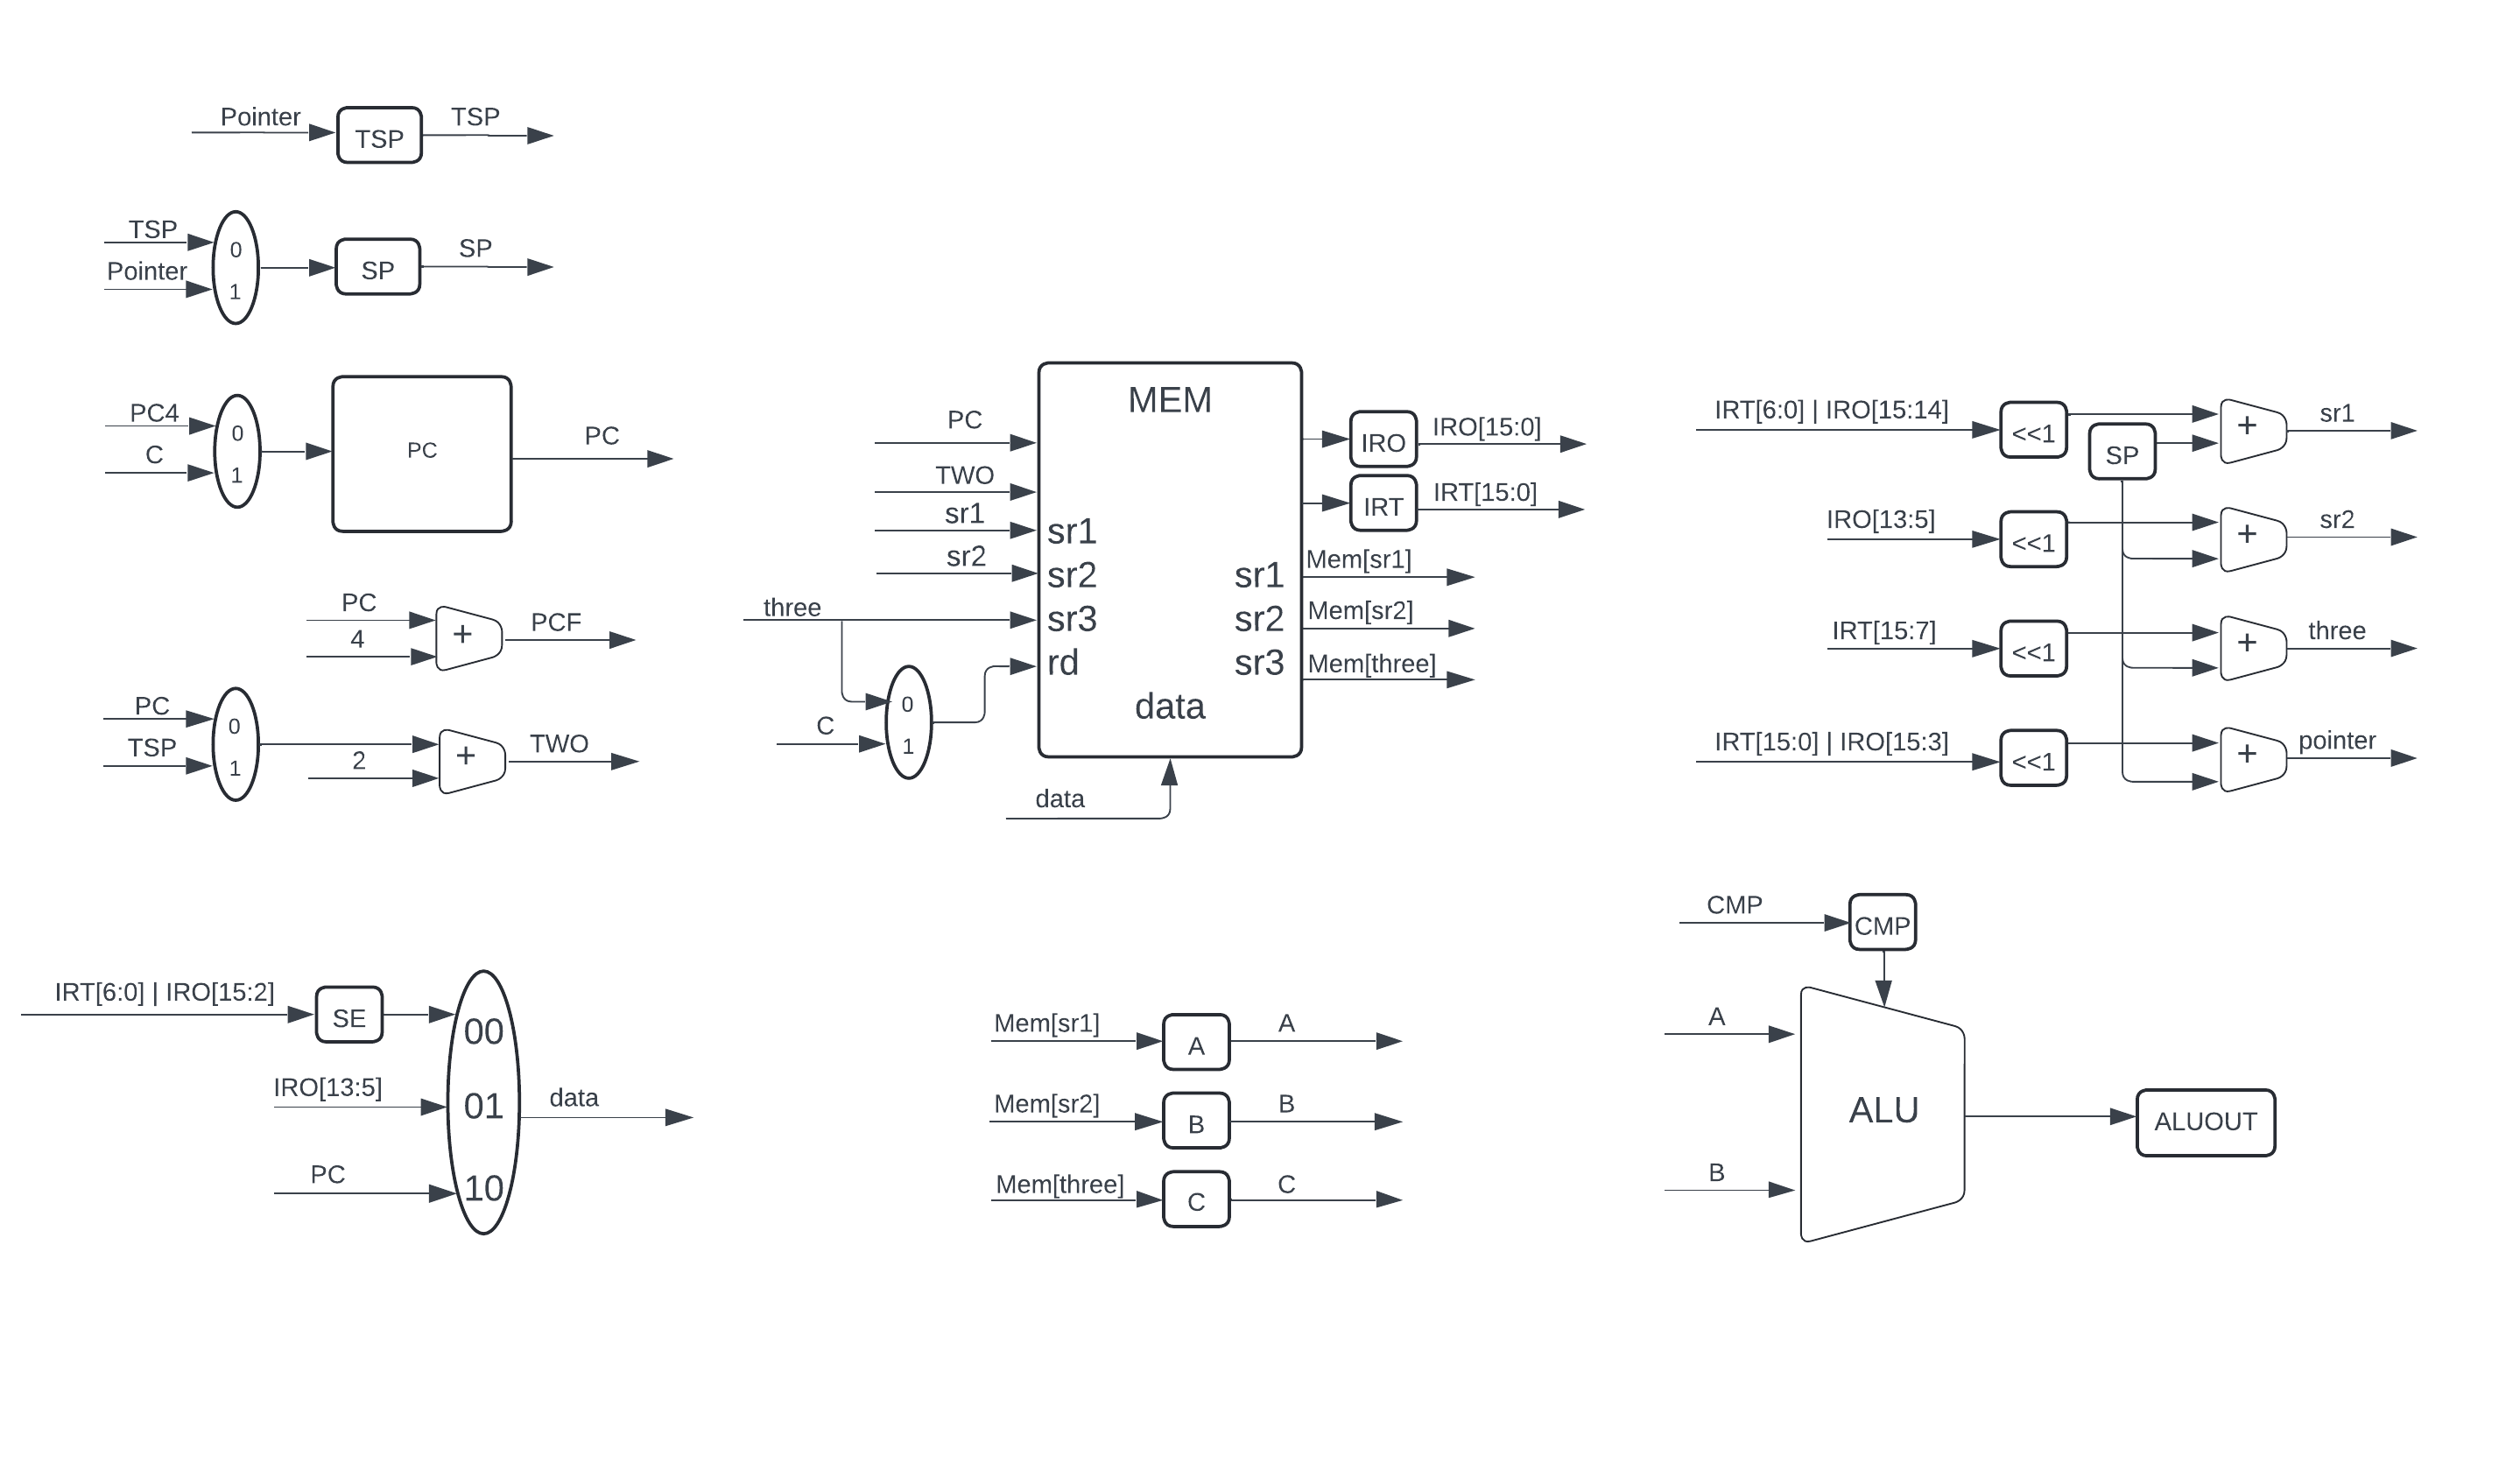 Pointer
TSP
TSP
TSP
Pointer
0
1
SP
SP
PC4
C
0
1
PC
PC
PC
4
+
PCF
PC
TSP
0
1
2
+
TWO
IRT[6:0] | IRO[15:2]
SE
IRO[13:5]
PC
00
01
10
data
MEM
PC
TWO
sr1
sr2
three
C
0
1
sr1
sr2
sr3
rd
sr1
sr2
sr3
data
data
IRO
IRO[15:0]
IRT
IRT[15:0]
Mem[sr1]
Mem[sr2]
Mem[three]
Mem[sr1]
A
A
Mem[sr2]
B
B
Mem[three]
C
C
IRT[6:0] | IRO[15:14]
<<1
SP
+
sr1
IRO[13:5]
<<1
+
sr2
IRT[15:7]
<<1
+
three
IRT[15:0] | IRO[15:3]
<<1
+
pointer
CMP
CMP
A
B
ALU
ALUOUT